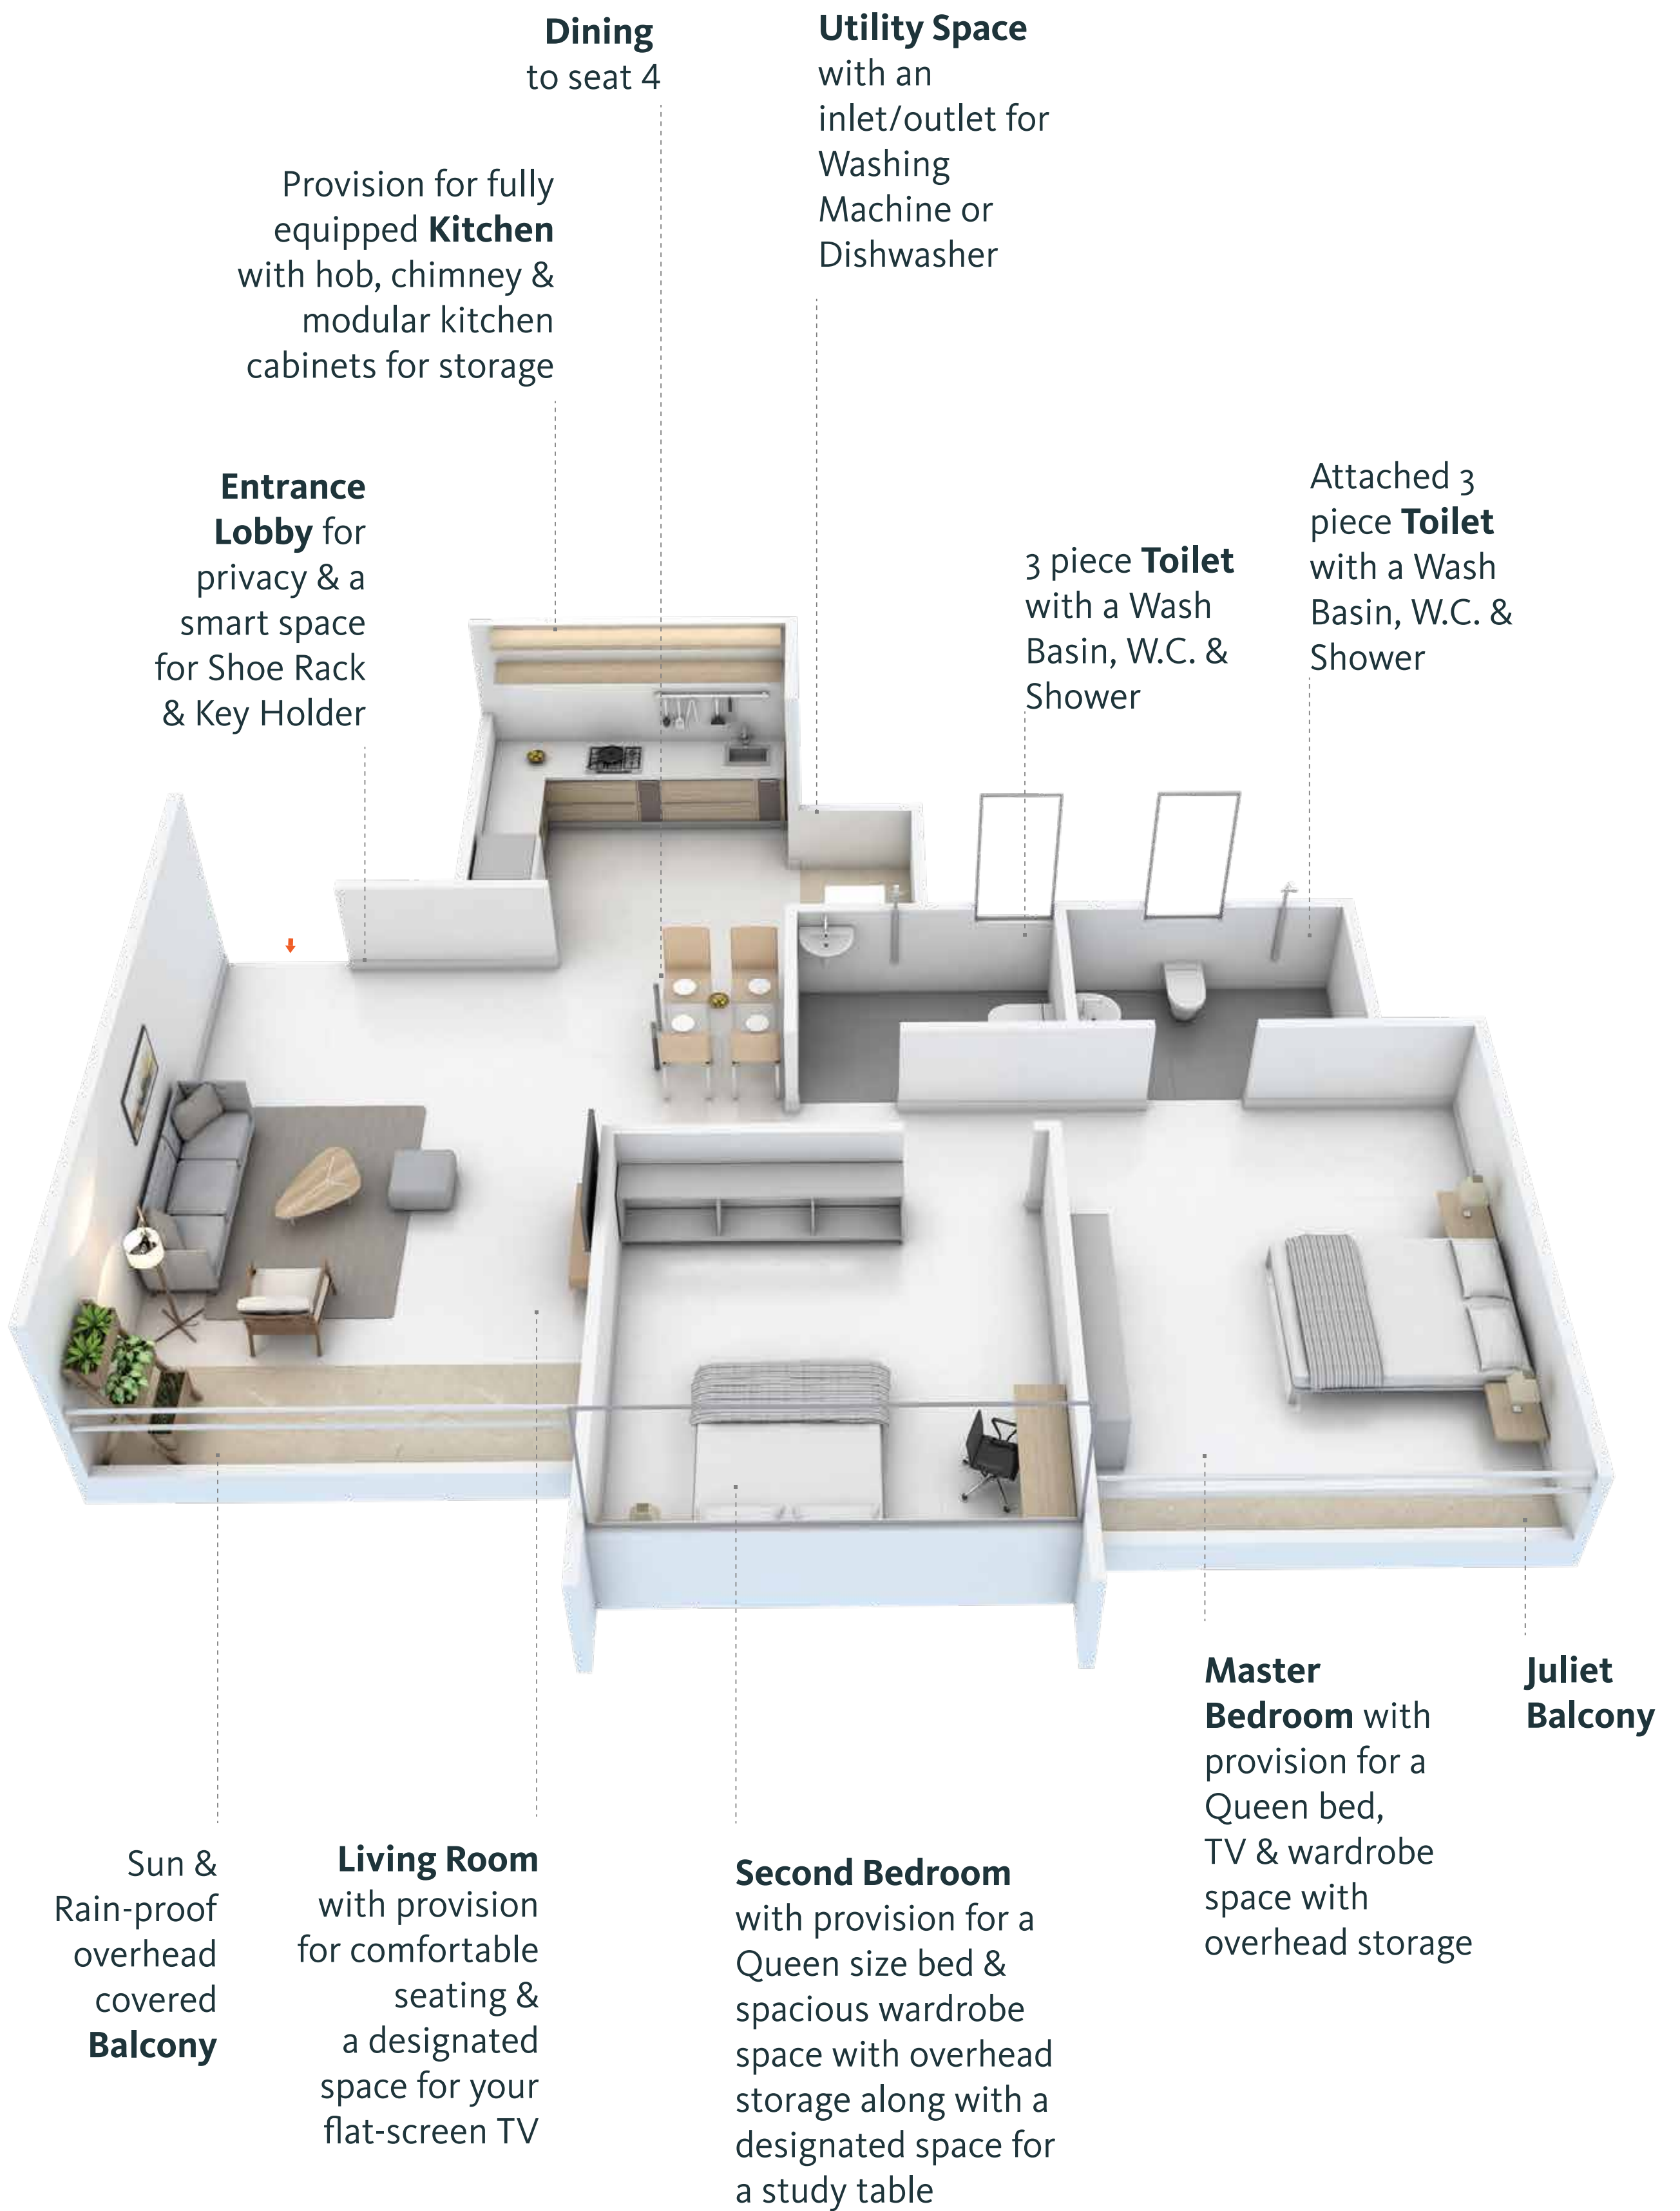 Dining
to seat 4
Utility Space
with an
inlet/outlet for
Washing
Machine or
Dishwasher
Provision for fully
equipped Kitchen
with hob, chimney &
modular kitchen
cabinets for storage
Entrance
Lobby for
privacy & a
smart space
for Shoe Rack
& Key Holder
3 piece Toilet
with a Wash
Basin, W.C. &
Shower
Attached 3
piece Toilet
with a Wash
Basin, W.C. &
Shower
Sun &
Rain-proof
overhead
covered
Balcony
Living Room
with provision
for comfortable
seating &
a designated
space for your
flat-screen TV
Second Bedroom
with provision for a
Queen size bed &
spacious wardrobe
space with overhead
storage along with a
designated space for
a study table
Master
Bedroom with
provision for a
Queen bed,
TV & wardrobe
space with
overhead storage
Juliet
Balcony